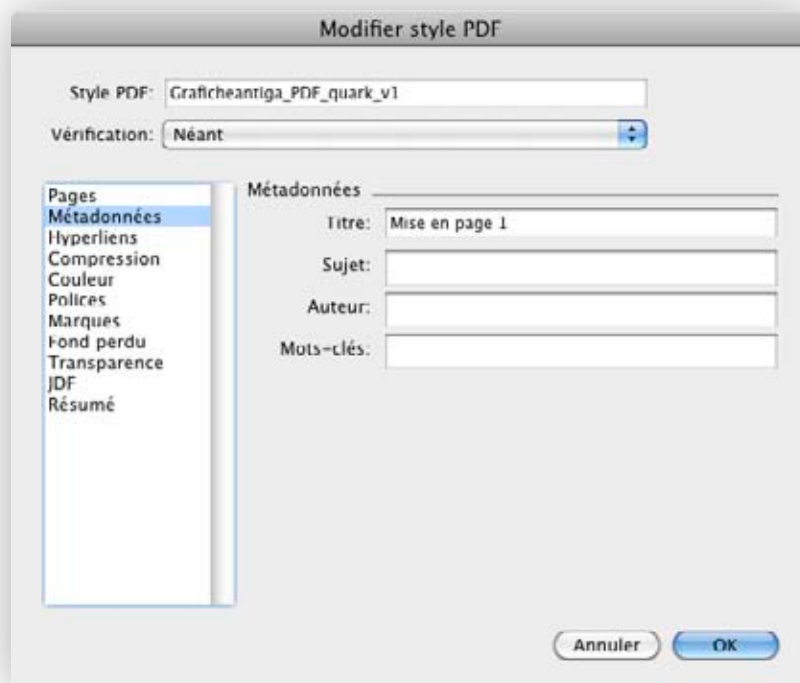 Modifier style PDF
Style PDF: Graficheantiga_PDF_quark_v1
Vérification: Néant
Pages
Métadonnées
Hyperliens
Compression
Couleur
Polices
Marques
Fond perdu
Transparence
JDF
Résumé
Métadonnées
Titre: Mise en page 1
Sujet:
Auteur:
Mots-clés:
Annuler OK